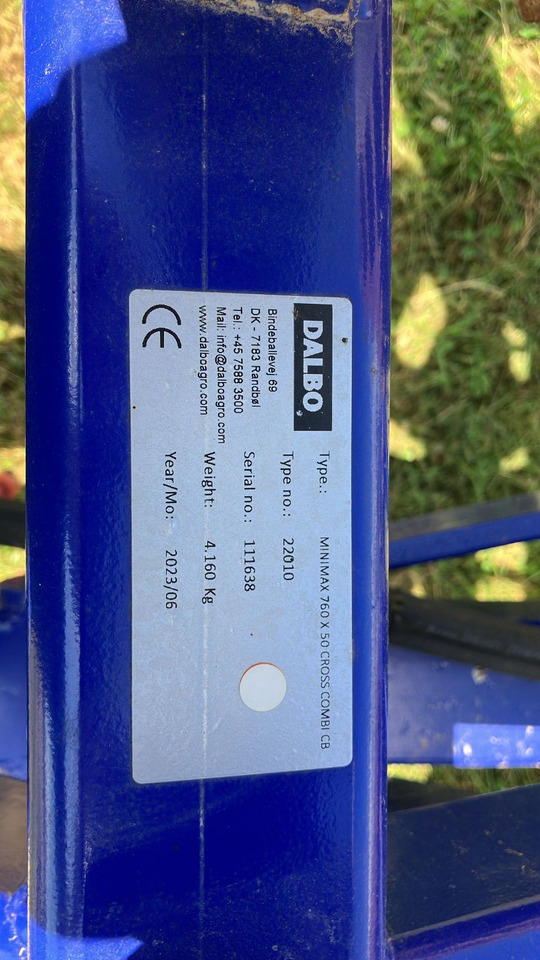 DALBO
Bindeballevej 69
DK - 7183 Randbøl
Tel.: +45 7588 3500
Mail: info@dalboagro.com
www.dalboagro.com
CE
Type.: MINIMAX 760 X 50 CROSS COMBI CB
Type no.: 22010
Serial no.: 111638
Weight: 4.160 Kg
Year/Mo: 2023/06